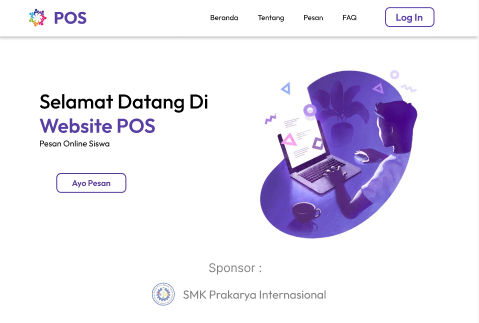 POS
Beranda Tentang Pesan FAQ Log In
Selamat Datang Di
Website POS
Pesan Online Siswa
Ayo Pesan
Sponsor :
SMK Prakarya Internasional